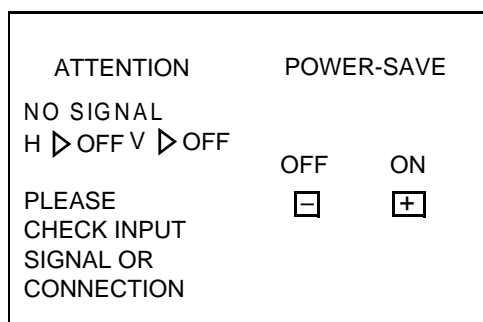 ATTENTION
NO SIGNAL
H ▷ OFF V ▷ OFF
PLEASE
CHECK INPUT
SIGNAL OR
CONNECTION
POWER-SAVE
OFF ON
- +